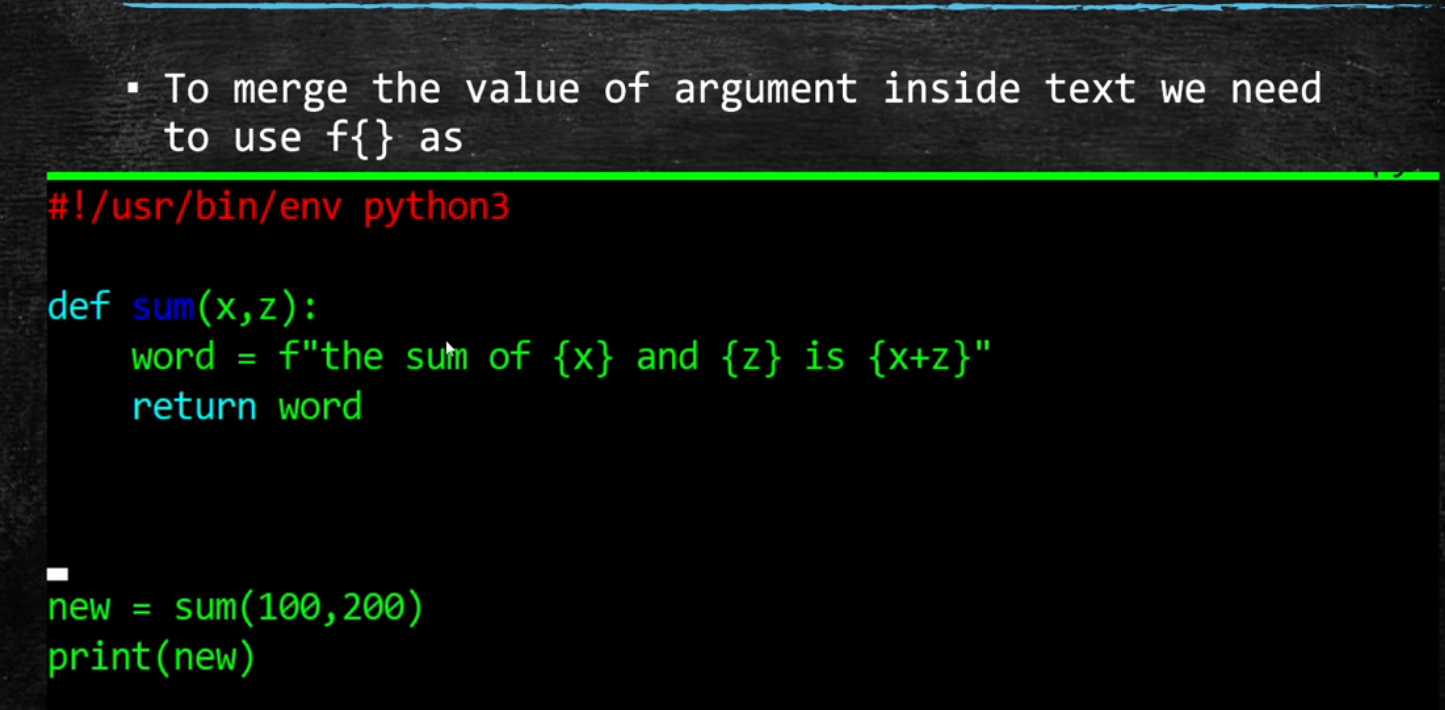 ▪ To merge the value of argument inside text we need
to use f{} as
#!/usr/bin/env python3
def sum(x,z):
    word = f"the sum of {x} and {z} is {x+z}"
    return word
new = sum(100,200)
print(new)